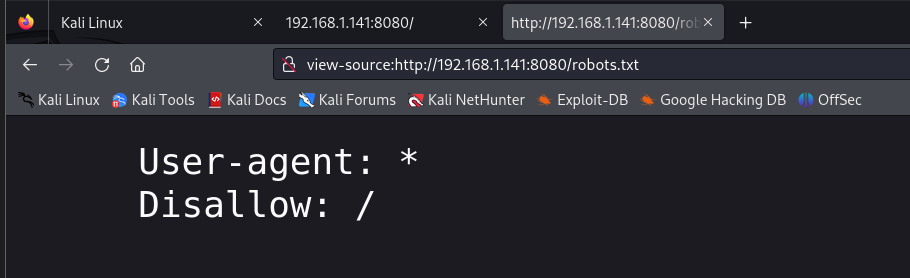 Kali Linux
192.168.1.141:8080/
http://192.168.1.141:8080/rob
view-source:http://192.168.1.141:8080/robots.txt
Kali Linux Kali Tools Kali Docs Kali Forums Kali NetHunter Exploit-DB Google Hacking DB OffSec
User-agent: *
Disallow: /